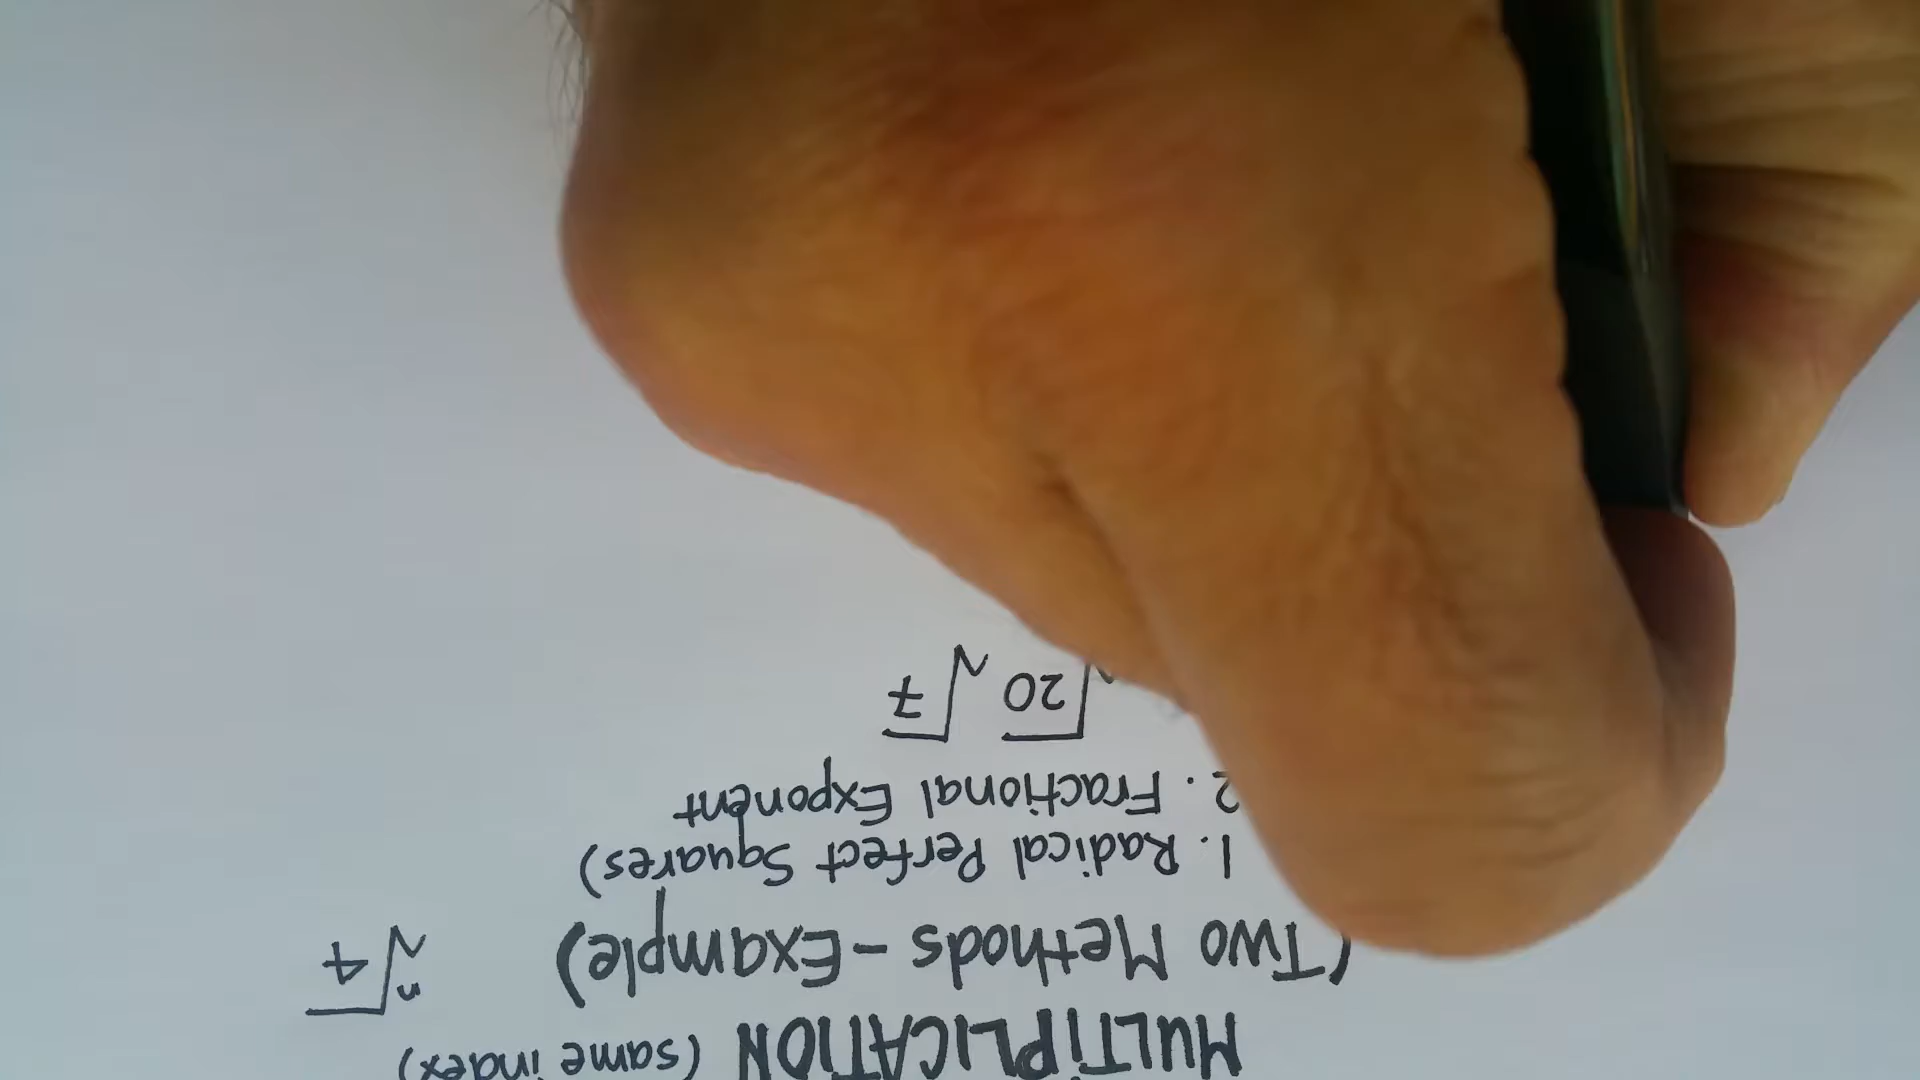 MULTiPLICATION (same index)
(Two Methods - Example) ⁿ√4
1. Radical Perfect Squares)
2. Fractional Exponent
√20 √7